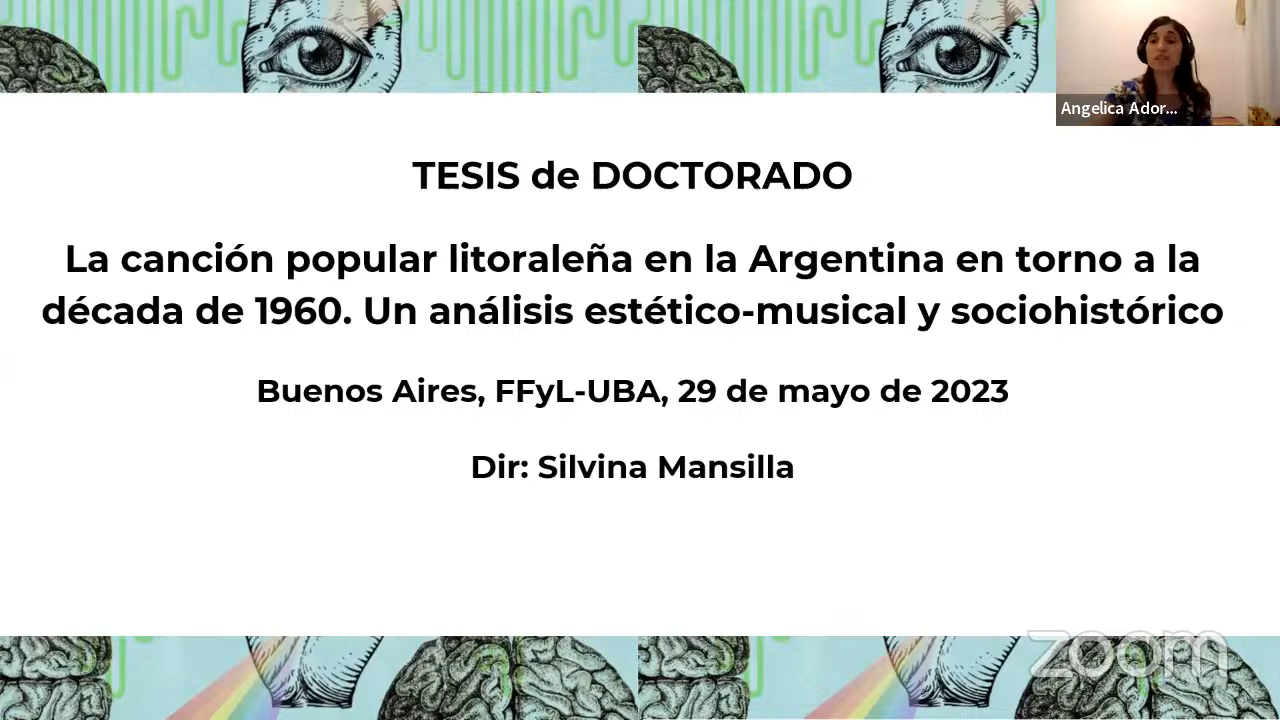 Angelica Ador...
TESIS de DOCTORADO
La canción popular litoraleña en la Argentina en torno a la
década de 1960. Un análisis estético-musical y sociohistórico
Buenos Aires, FFyL-UBA, 29 de mayo de 2023
Dir: Silvina Mansilla
zoom